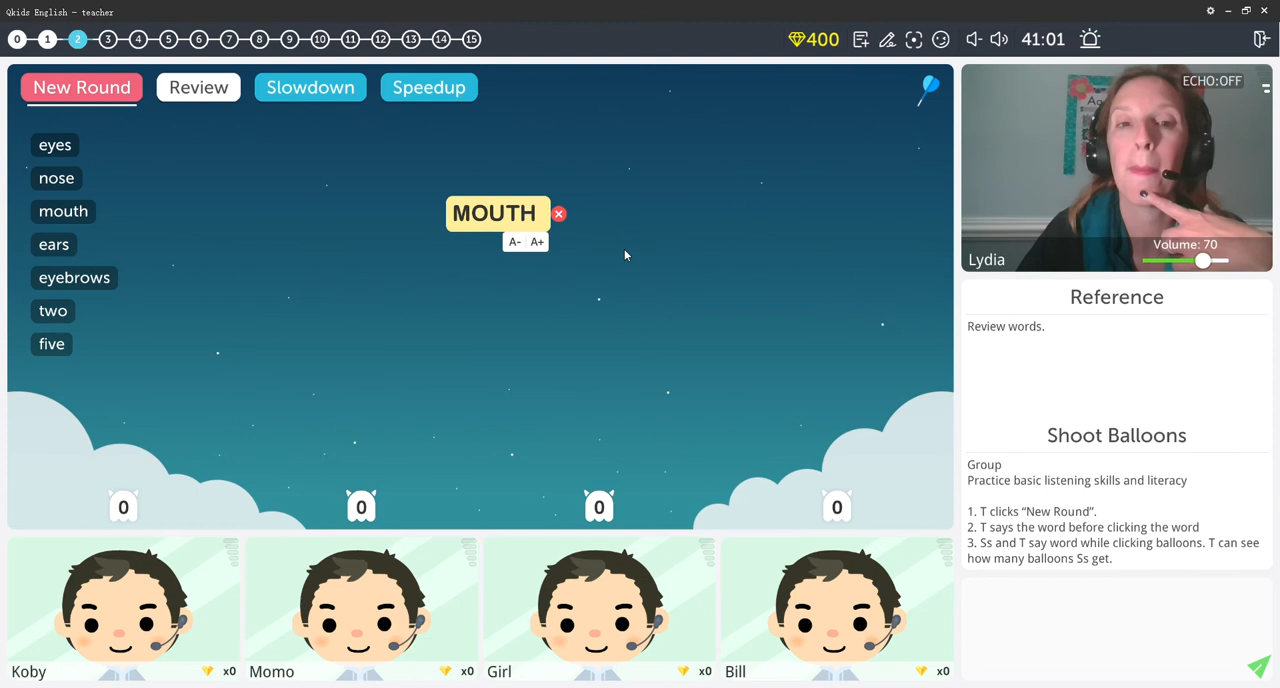 Qkids English - teacher
0 1 2 3 4 5 6 7 8 9 10 11 12 13 14 15
400
41:01
New Round
Review
Slowdown
Speedup
eyes
nose
mouth
ears
eyebrows
two
five
MOUTH
A- A+
0 0 0 0
Koby x0
Momo x0
Girl x0
Bill x0
ECHO:OFF
Aa
Volume: 70
Lydia
Reference
Review words.
Shoot Balloons
Group
Practice basic listening skills and literacy
1. T clicks “New Round”.
2. T says the word before clicking the word
3. Ss and T say word while clicking balloons. T can see
how many balloons Ss get.